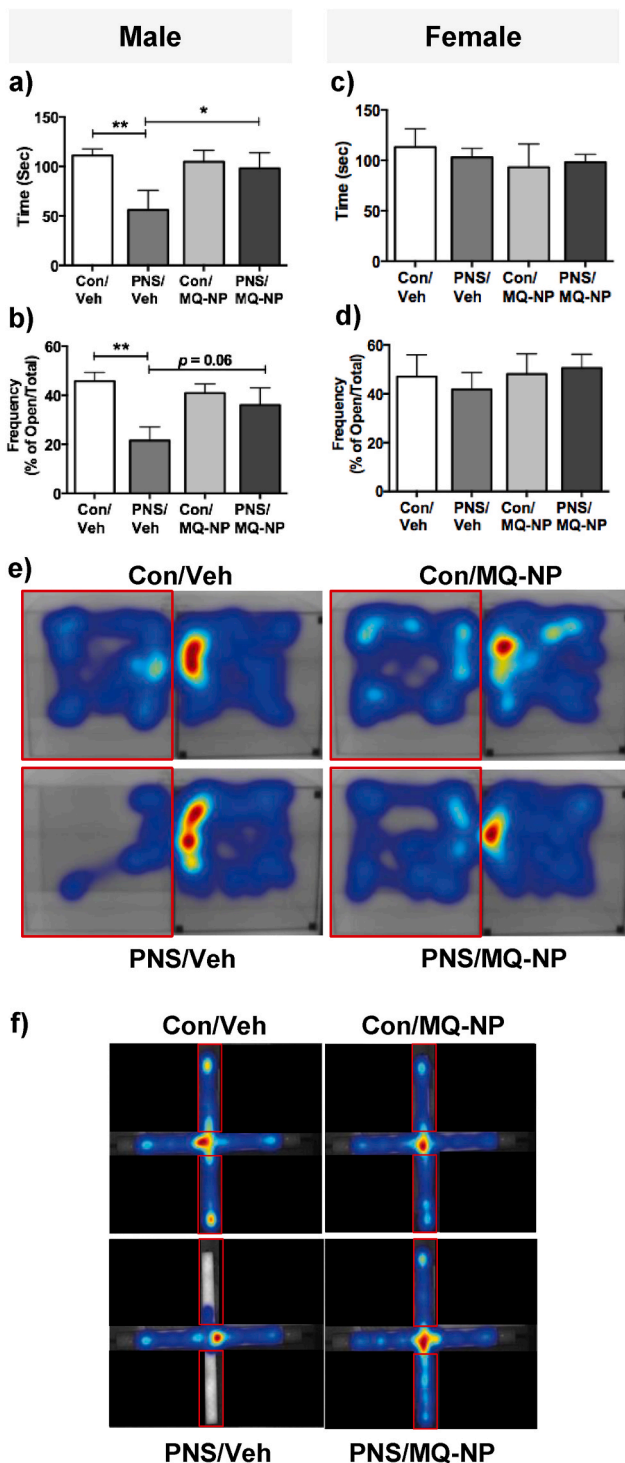 Male
Female
a)
Time (Sec)
150
100
50
0
**
*
Con/
Veh
PNS/
Veh
Con/
MQ-NP
PNS/
MQ-NP
c)
Time (sec)
150
100
50
0
Con/
Veh
PNS/
Veh
Con/
MQ-NP
PNS/
MQ-NP
b)
Frequency
(% of Open/Total)
60
40
20
0
**
p = 0.06
Con/
Veh
PNS/
Veh
Con/
MQ-NP
PNS/
MQ-NP
d)
Frequency
(% of Open/Total)
60
40
20
0
Con/
Veh
PNS/
Veh
Con/
MQ-NP
PNS/
MQ-NP
e)
Con/Veh
Con/MQ-NP
PNS/Veh
PNS/MQ-NP
f)
Con/Veh
Con/MQ-NP
PNS/Veh
PNS/MQ-NP